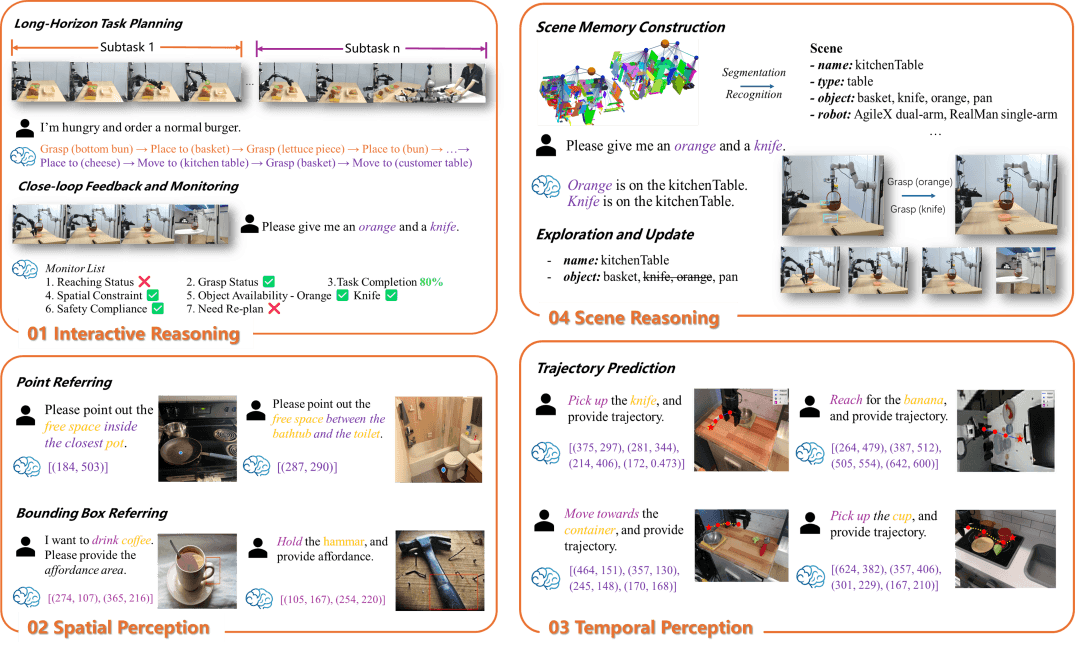 Long-Horizon Task Planning
Subtask 1
Subtask n
...
I'm hungry and order a normal burger.
Grasp (bottom bun) → Place to (basket) → Grasp (lettuce piece) → Place to (bun) → …→
Place to (cheese) → Move to (kitchen table) → Grasp (basket) → Move to (customer table)
Close-loop Feedback and Monitoring
Please give me an orange and a knife.
Monitor List
1. Reaching Status ❌ 2. Grasp Status ✅ 3.Task Completion 80%
4. Spatial Constraint ✅ 5. Object Availability - Orange ✅ Knife ✅
6. Safety Compliance ✅ 7. Need Re-plan ❌
01 Interactive Reasoning
Scene Memory Construction
Segmentation
Recognition
Scene
- name: kitchenTable
- type: table
- object: basket, knife, orange, pan
- robot: AgileX dual-arm, RealMan single-arm
…
Please give me an orange and a knife.
Orange is on the kitchenTable.
Knife is on the kitchenTable.
Grasp (orange)
Grasp (knife)
Exploration and Update
- name: kitchenTable
- object: basket, knife, orange, pan
04 Scene Reasoning
Point Referring
Please point out the
free space inside
the closest pot.
[(184, 503)]
Please point out the
free space between the
bathtub and the toilet.
[(287, 290)]
Bounding Box Referring
I want to drink coffee.
Please provide the
affordance area.
[(274, 107), (365, 216)]
Hold the hammar, and
provide affordance.
[(105, 167), (254, 220)]
02 Spatial Perception
Trajectory Prediction
Pick up the knife, and
provide trajectory.
[(375, 297), (281, 344),
(214, 406), (172, 0.473)]
Reach for the banana,
and provide trajectory.
[(264, 479), (387, 512),
(505, 554), (642, 600)]
Move towards the
container, and provide
trajectory.
[(464, 151), (357, 130),
(245, 148), (170, 168)]
Pick up the cup, and
provide trajectory.
[(624, 382), (357, 406),
(301, 229), (167, 210)]
03 Temporal Perception